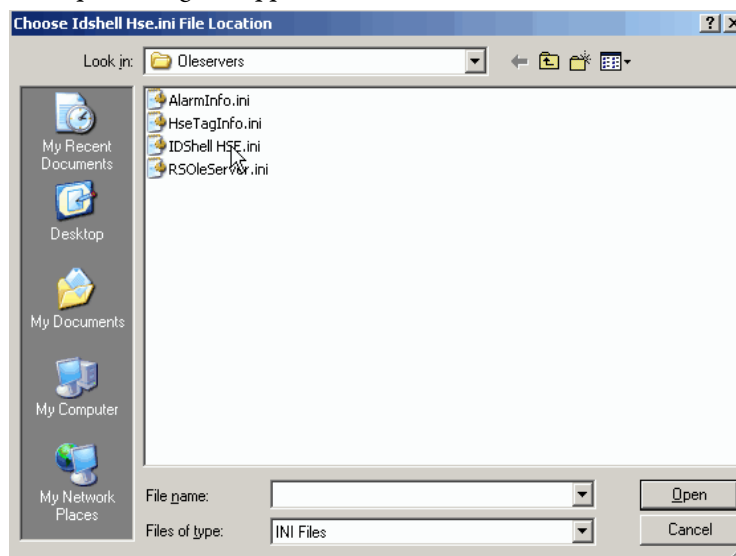 Choose Idshell Hse.ini File Location
Look in: Oleservers
AlarmInfo.ini
HseTagInfo.ini
IDShell HSE.ini
RSOleServer.ini
My Recent
Documents
Desktop
My Documents
My Computer
My Network
Places
File name:
Open
Files of type: INI Files
Cancel